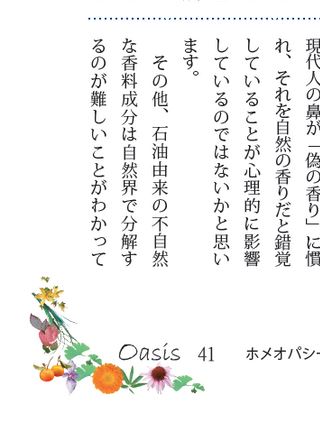 現代人の鼻が「偽の香り」に慣
れ、それを自然の香りだと錯覚
していることが心理的に影響
しているのではないかと思い
ます。
その他、石油由来の不自然
な香料成分は自然界で分解す
るのが難しいことがわかって
Oasis 41 ホメオパシー